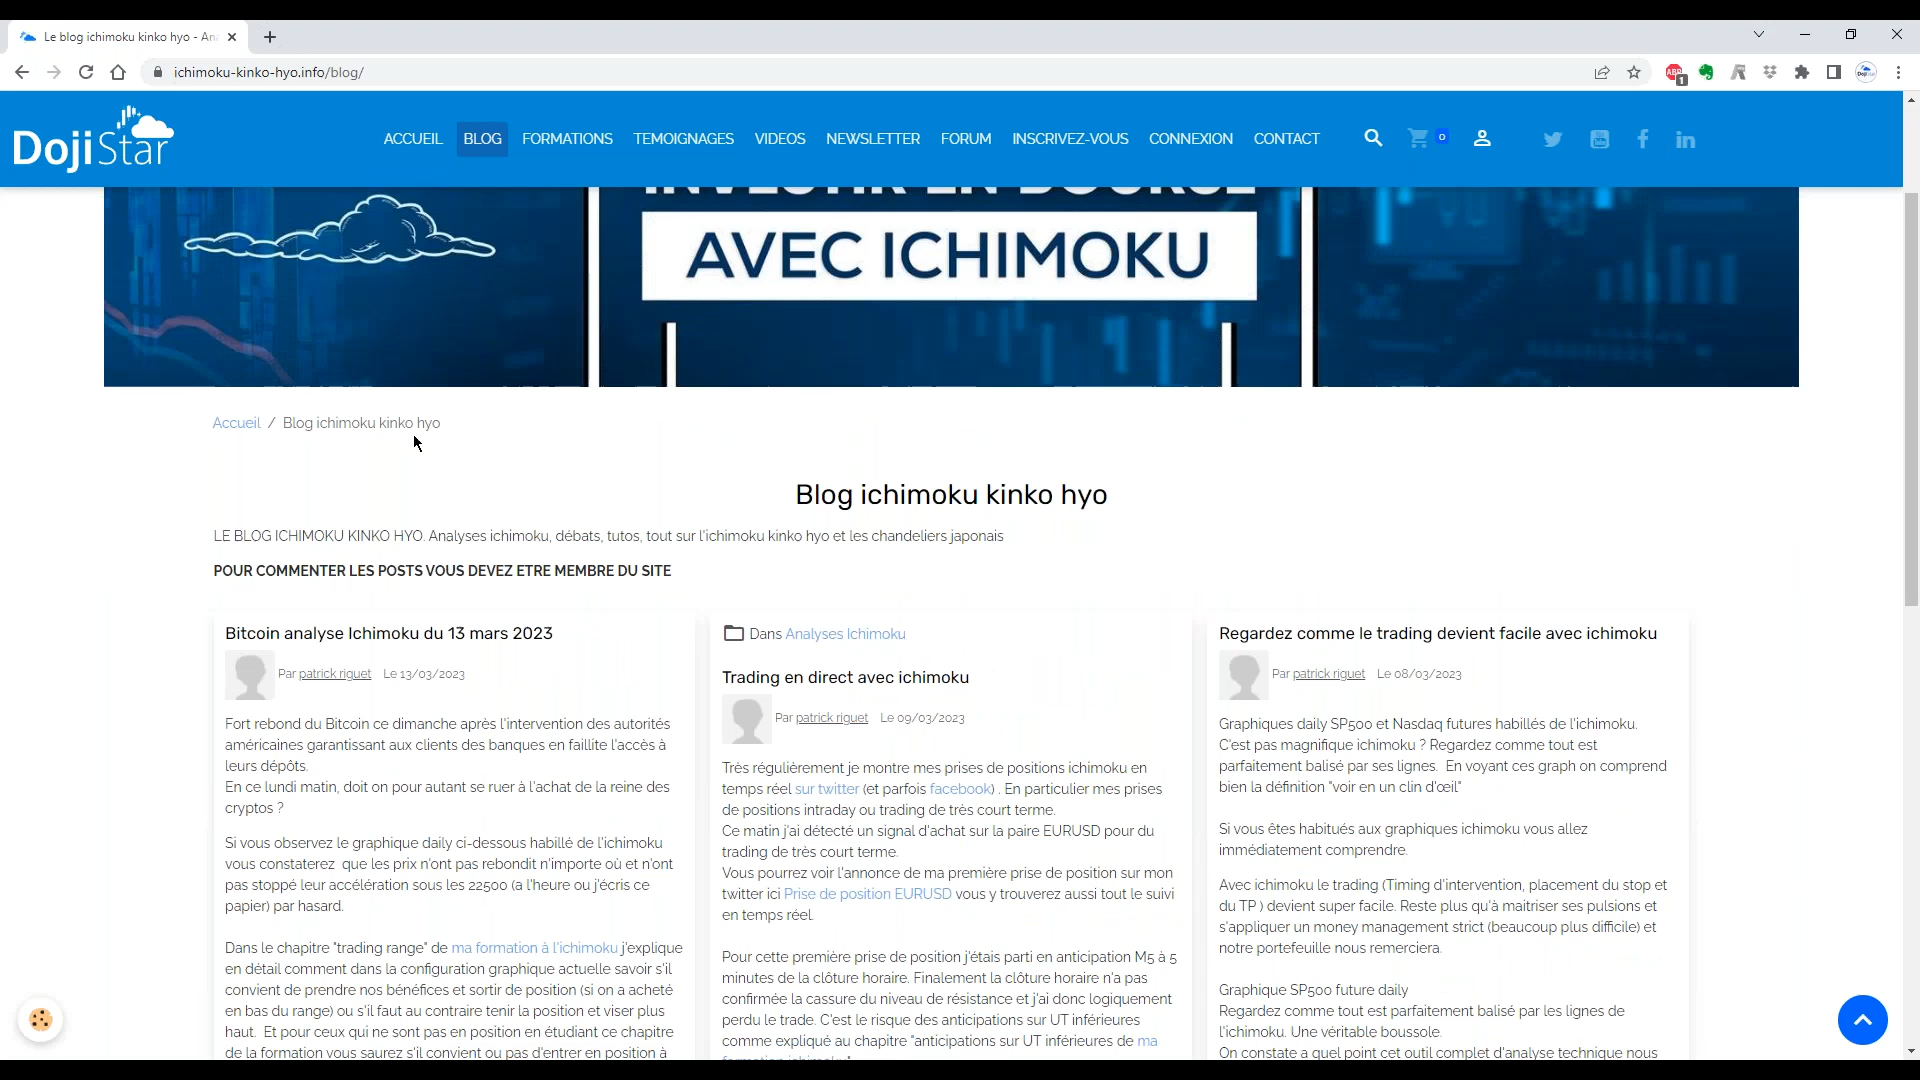 Le blog ichimoku kinko hyo - An
ichimoku-kinko-hyo.info/blog/
ABP
1
DojiStar
ACCUEIL
BLOG
FORMATIONS
TEMOIGNAGES
VIDEOS
NEWSLETTER
FORUM
INSCRIVEZ-VOUS
CONNEXION
CONTACT
0
INVESTIR EN BOURSE
AVEC ICHIMOKU
Accueil / Blog ichimoku kinko hyo
Blog ichimoku kinko hyo
LE BLOG ICHIMOKU KINKO HYO. Analyses ichimoku, débats, tutos, tout sur l'ichimoku kinko hyo et les chandeliers japonais
POUR COMMENTER LES POSTS VOUS DEVEZ ETRE MEMBRE DU SITE
Bitcoin analyse Ichimoku du 13 mars 2023
Par patrick riguet Le 13/03/2023
Fort rebond du Bitcoin ce dimanche après l'intervention des autorités
américaines garantissant aux clients des banques en faillite l'accès à
leurs dépôts.
En ce lundi matin, doit on pour autant se ruer à l'achat de la reine des
cryptos ?
Si vous observez le graphique daily ci-dessous habillé de l'ichimoku
vous constaterez que les prix n'ont pas rebondit n'importe où et n'ont
pas stoppé leur accélération sous les 22500 (a l'heure ou j'écris ce
papier) par hasard.
Dans le chapitre "trading range" de ma formation à l'ichimoku j'explique
en détail comment dans la configuration graphique actuelle savoir s'il
convient de prendre nos bénéfices et sortir de position (si on a acheté
en bas du range) ou s'il faut au contraire tenir la position et viser plus
haut. Et pour ceux qui ne sont pas en position en étudiant ce chapitre
de la formation vous saurez s'il convient ou pas d'entrer en position à
Dans Analyses Ichimoku
Trading en direct avec ichimoku
Par patrick riguet Le 09/03/2023
Très régulièrement je montre mes prises de positions ichimoku en
temps réel sur twitter (et parfois facebook) . En particulier mes prises
de positions intraday ou trading de très court terme.
Ce matin j'ai détecté un signal d'achat sur la paire EURUSD pour du
trading de très court terme.
Vous pourrez voir l'annonce de ma première prise de position sur mon
twitter ici Prise de position EURUSD vous y trouverez aussi tout le suivi
en temps réel.
Pour cette première prise de position j'étais parti en anticipation M5 à 5
minutes de la clôture horaire. Finalement la clôture horaire n'a pas
confirmée la cassure du niveau de résistance et j'ai donc logiquement
perdu le trade. C'est le risque des anticipations sur UT inférieures
comme expliqué au chapitre "anticipations sur UT inférieures de ma
formation ichimoku"
Regardez comme le trading devient facile avec ichimoku
Par patrick riguet Le 08/03/2023
Graphiques daily SP500 et Nasdaq futures habillés de l'ichimoku.
C'est pas magnifique ichimoku ? Regardez comme tout est
parfaitement balisé par ses lignes. En voyant ces graph on comprend
bien la définition "voir en un clin d'œil"
Si vous êtes habitués aux graphiques ichimoku vous allez
immédiatement comprendre.
Avec ichimoku le trading (Timing d'intervention, placement du stop et
du TP ) devient super facile. Reste plus qu'à maitriser ses pulsions et
s'appliquer un money management strict (beaucoup plus difficile) et
notre portefeuille nous remerciera.
Graphique SP500 future daily
Regardez comme tout est parfaitement balisé par les lignes de
l'ichimoku. Une véritable boussole.
On constate a quel point cet outil complet d'analyse technique nous